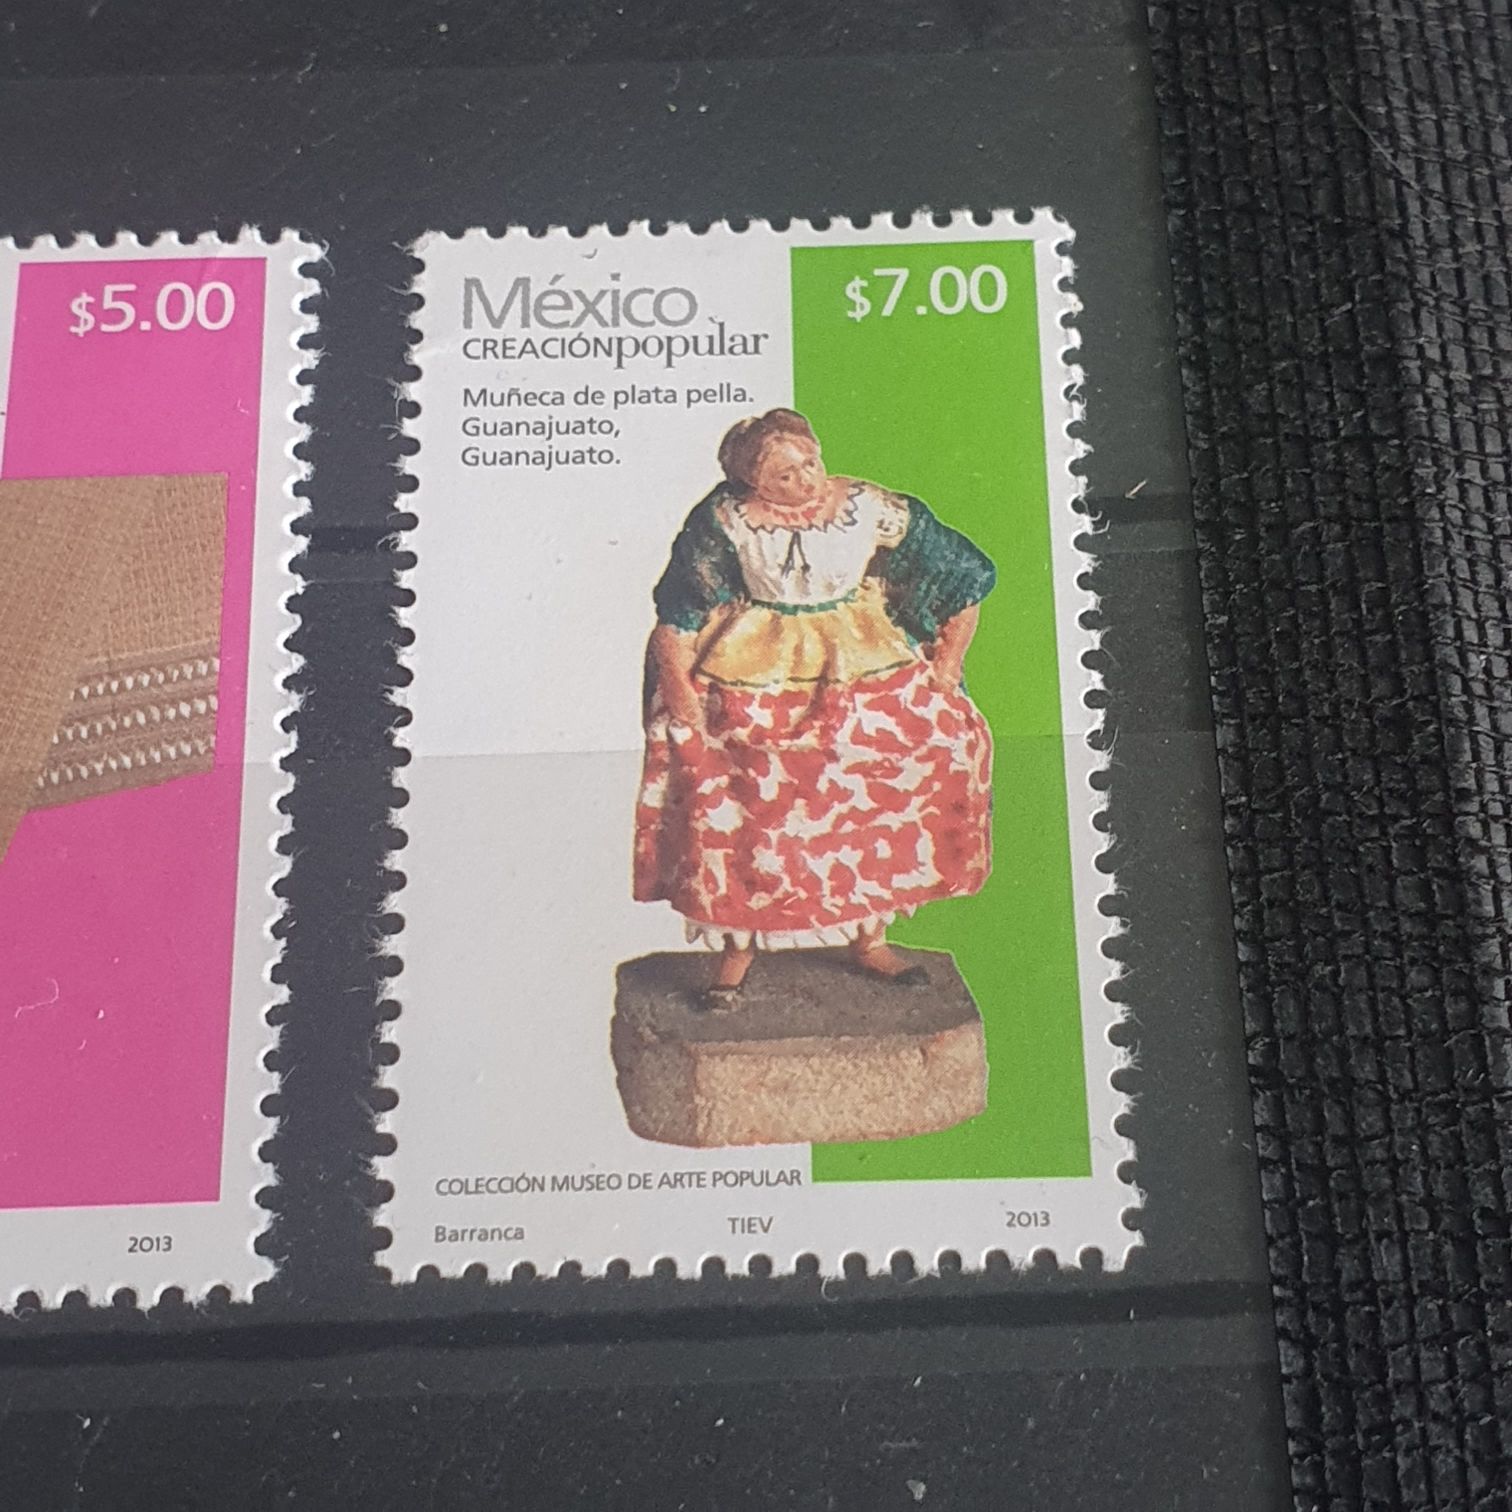 $5.00
2013
México
CREACIÓNpopular
Muñeca de plata pella.
Guanajuato,
Guanajuato.
$7.00
COLECCIÓN MUSEO DE ARTE POPULAR
Barranca TIEV 2013